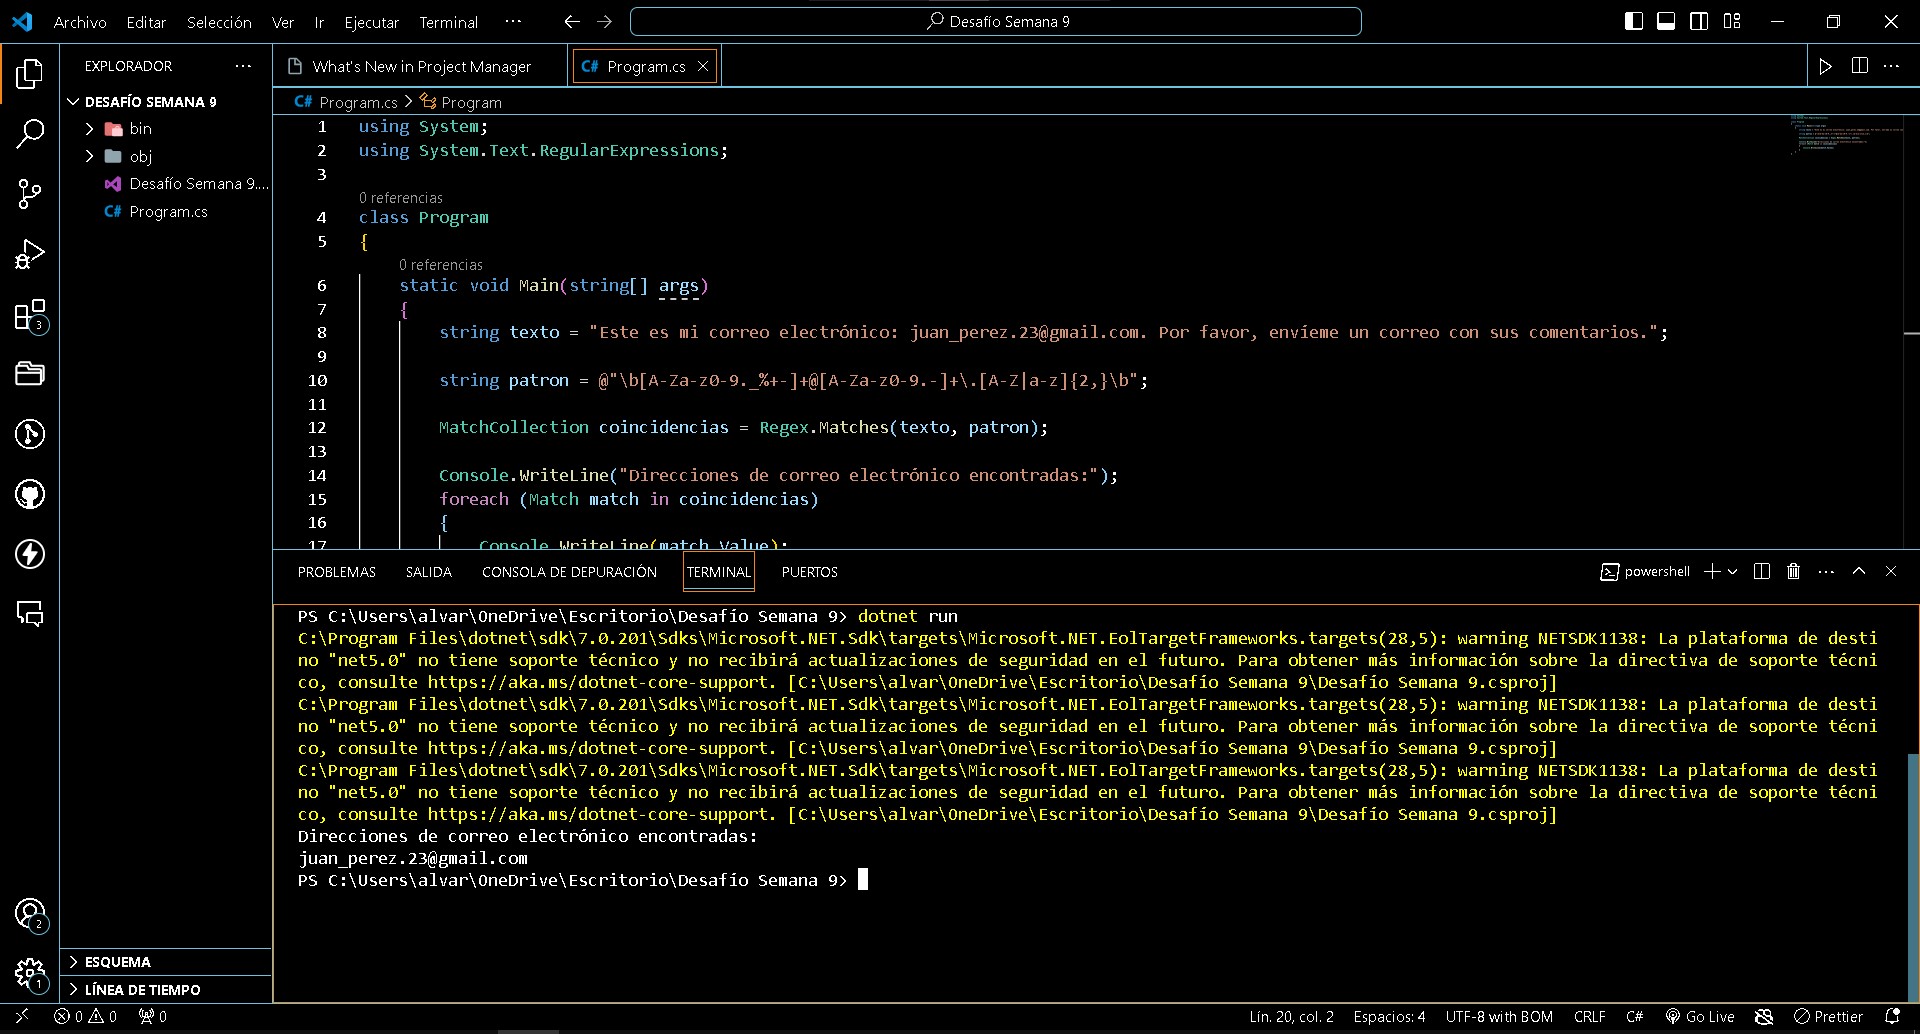 Archivo Editar Selección Ver Ir Ejecutar Terminal ··· Desafío Semana 9
EXPLORADOR ···
DESAFÍO SEMANA 9
bin
obj
Desafío Semana 9....
C# Program.cs
3
2
1
ESQUEMA
LÍNEA DE TIEMPO
What's New in Project Manager
C# Program.cs
C# Program.cs > Program
1 using System;
2 using System.Text.RegularExpressions;
3
0 referencias
4 class Program
5 {
0 referencias
6 static void Main(string[] args)
7 {
8 string texto = "Este es mi correo electrónico: juan_perez.23@gmail.com. Por favor, envíeme un correo con sus comentarios.";
9
10 string patron = @"\b[A-Za-z0-9._%+-]+@[A-Za-z0-9.-]+\.[A-Z|a-z]{2,}\b";
11
12 MatchCollection coincidencias = Regex.Matches(texto, patron);
13
14 Console.WriteLine("Direcciones de correo electrónico encontradas:");
15 foreach (Match match in coincidencias)
16 {
17 Console.WriteLine(match.Value);
PROBLEMAS SALIDA CONSOLA DE DEPURACIÓN TERMINAL PUERTOS powershell
PS C:\Users\alvar\OneDrive\Escritorio\Desafío Semana 9> dotnet run
C:\Program Files\dotnet\sdk\7.0.201\Sdks\Microsoft.NET.Sdk\targets\Microsoft.NET.EolTargetFrameworks.targets(28,5): warning NETSDK1138: La plataforma de desti
no "net5.0" no tiene soporte técnico y no recibirá actualizaciones de seguridad en el futuro. Para obtener más información sobre la directiva de soporte técni
co, consulte https://aka.ms/dotnet-core-support. [C:\Users\alvar\OneDrive\Escritorio\Desafío Semana 9\Desafío Semana 9.csproj]
C:\Program Files\dotnet\sdk\7.0.201\Sdks\Microsoft.NET.Sdk\targets\Microsoft.NET.EolTargetFrameworks.targets(28,5): warning NETSDK1138: La plataforma de desti
no "net5.0" no tiene soporte técnico y no recibirá actualizaciones de seguridad en el futuro. Para obtener más información sobre la directiva de soporte técni
co, consulte https://aka.ms/dotnet-core-support. [C:\Users\alvar\OneDrive\Escritorio\Desafío Semana 9\Desafío Semana 9.csproj]
C:\Program Files\dotnet\sdk\7.0.201\Sdks\Microsoft.NET.Sdk\targets\Microsoft.NET.EolTargetFrameworks.targets(28,5): warning NETSDK1138: La plataforma de desti
no "net5.0" no tiene soporte técnico y no recibirá actualizaciones de seguridad en el futuro. Para obtener más información sobre la directiva de soporte técni
co, consulte https://aka.ms/dotnet-core-support. [C:\Users\alvar\OneDrive\Escritorio\Desafío Semana 9\Desafío Semana 9.csproj]
Direcciones de correo electrónico encontradas:
juan_perez.23@gmail.com
PS C:\Users\alvar\OneDrive\Escritorio\Desafío Semana 9>
0 0 0 Lín. 20, col. 2 Espacios: 4 UTF-8 with BOM CRLF C# Go Live Prettier